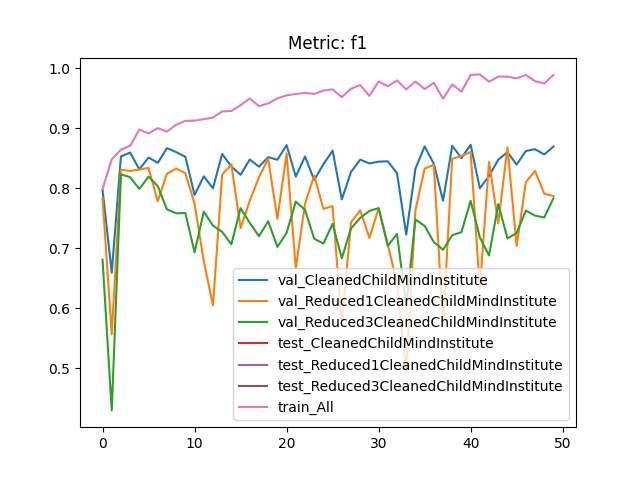 Metric: f1
1.0
0.9
0.8
0.7
0.6
0.5
val_CleanedChildMindInstitute
val_Reduced1CleanedChildMindInstitute
val_Reduced3CleanedChildMindInstitute
test_CleanedChildMindInstitute
test_Reduced1CleanedChildMindInstitute
test_Reduced3CleanedChildMindInstitute
train_All
0 10 20 30 40 50